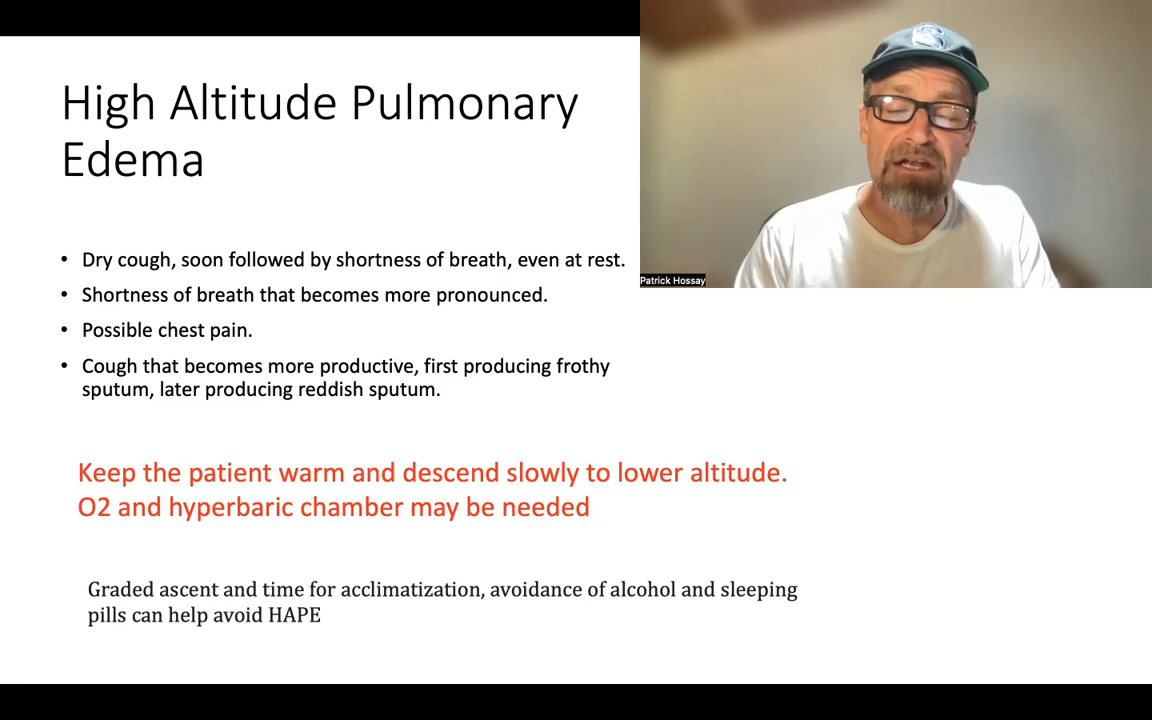 High Altitude Pulmonary
Edema
• Dry cough, soon followed by shortness of breath, even at rest.
• Shortness of breath that becomes more pronounced.
• Possible chest pain.
• Cough that becomes more productive, first producing frothy
sputum, later producing reddish sputum.
Keep the patient warm and descend slowly to lower altitude.
O2 and hyperbaric chamber may be needed
Graded ascent and time for acclimatization, avoidance of alcohol and sleeping
pills can help avoid HAPE
S
Patrick Hossay